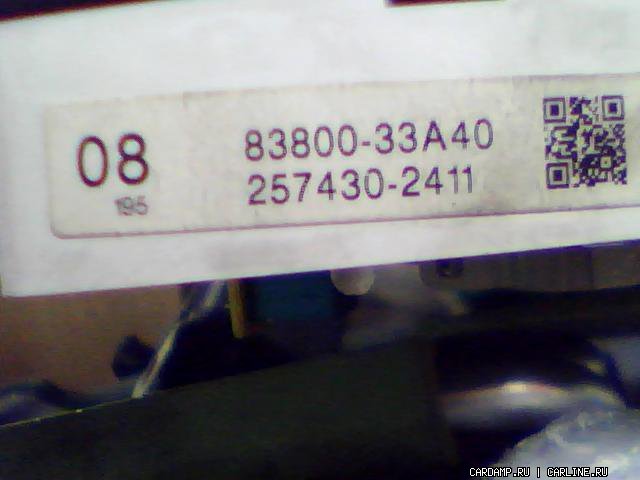 08
195
83800-33A40
257430-2411
CARDAMP.RU | CARLINE.RU